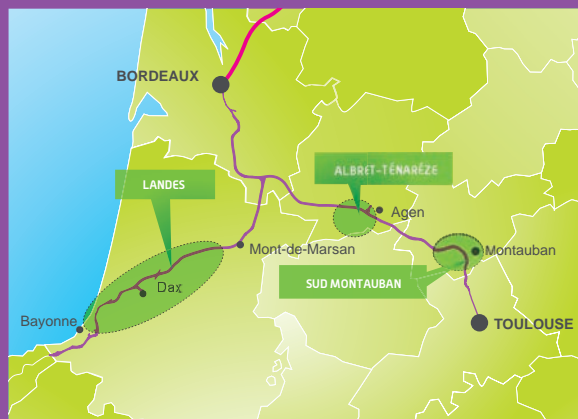 BORDEAUX
LANDES
ALBRET-TÉNARÈZE
Agen
Mont-de-Marsan
Montauban
SUD MONTAUBAN
Dax
Bayonne
TOULOUSE